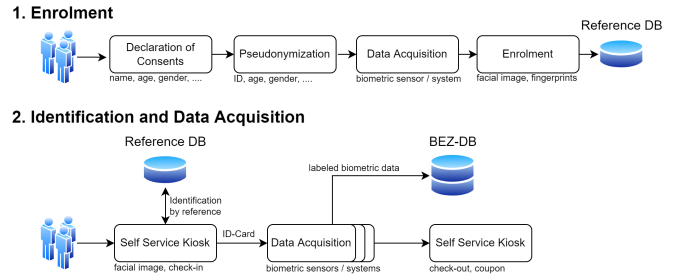 1. Enrolment
Reference DB
Declaration of
Consents
Pseudonymization
Data Acquisition
Enrolment
name, age, gender, ....
ID, age, gender, ....
biometric sensor / system
facial image, fingerprints
2. Identification and Data Acquisition
Reference DB
BEZ-DB
labeled biometric data
Identification
by reference
ID-Card
Self Service Kiosk
Data Acquisition
Self Service Kiosk
facial image, check-in
biometric sensors / systems
check-out, coupon